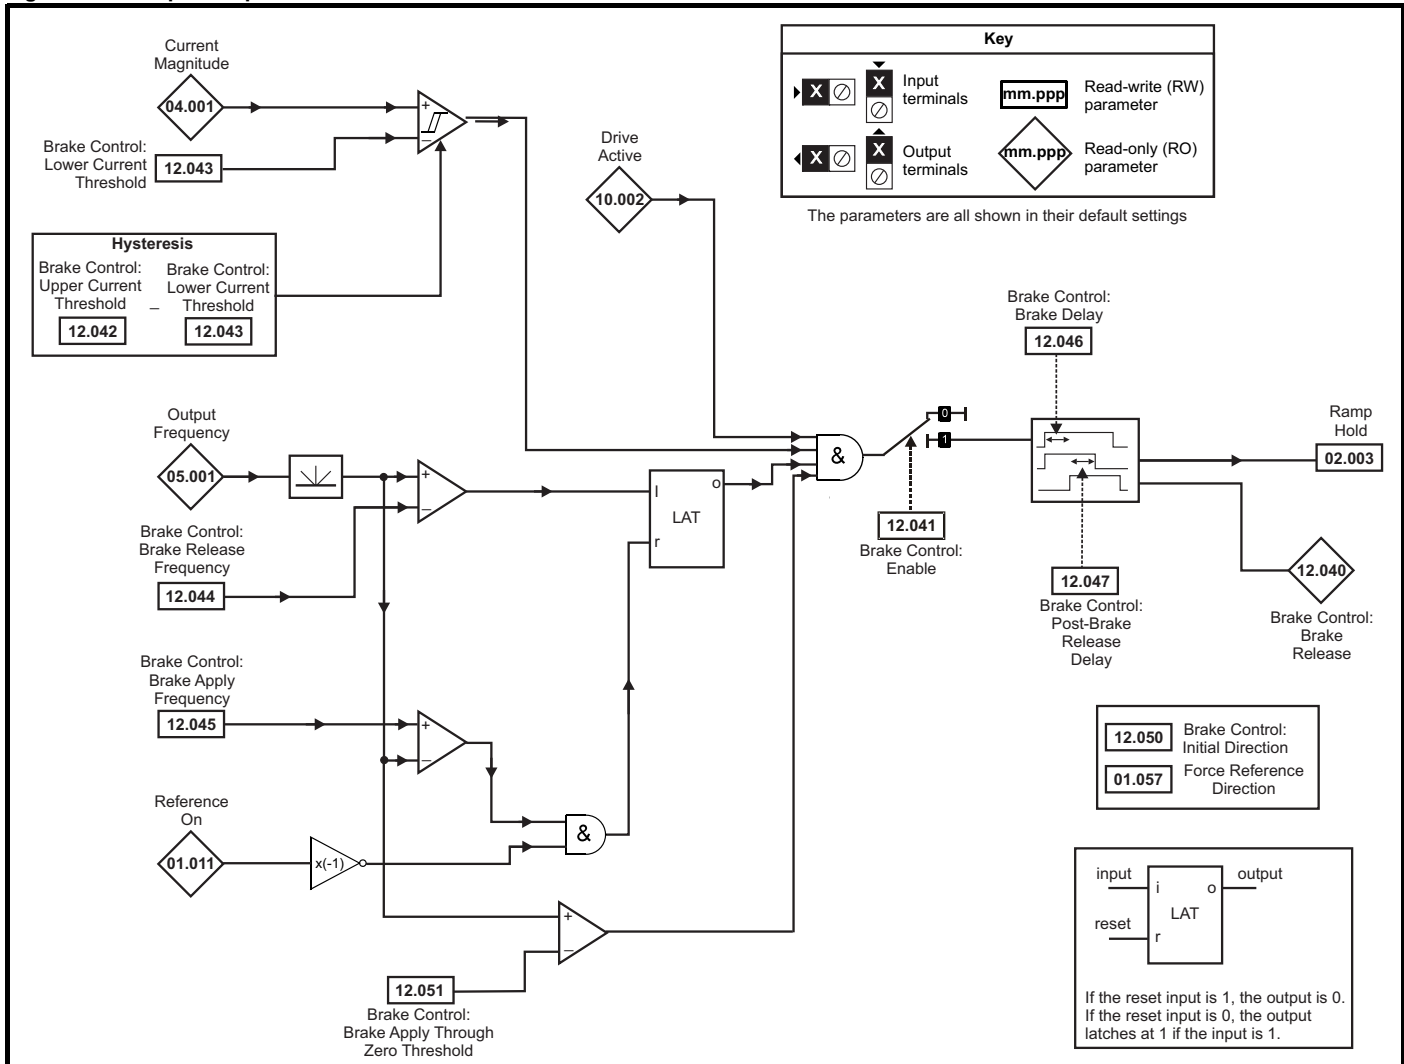 Current
Magnitude
04.001
+
−
Brake Control:
Lower Current
Threshold
12.043
Hysteresis
Brake Control:
Upper Current
Threshold
12.042
–
Brake Control:
Lower Current
Threshold
12.043
Drive
Active
10.002
Key
X
X
Input
terminals
mm.ppp
Read-write (RW)
parameter
X
X
Output
terminals
mm.ppp
Read-only (RO)
parameter
The parameters are all shown in their default settings
Output
Frequency
05.001
+
−
Brake Control:
Brake Release
Frequency
12.044
I
o
LAT
r
&
0
1
12.041
Brake Control:
Enable
Brake Control:
Brake Delay
12.046
12.047
Brake Control:
Post-Brake
Release
Delay
Ramp
Hold
02.003
12.040
Brake Control:
Brake
Release
Brake Control:
Brake Apply
Frequency
12.045
+
−
Reference
On
01.011
x(-1)
&
+
−
12.051
Brake Control:
Brake Apply Through
Zero Threshold
12.050
Brake Control:
Initial Direction
01.057
Force Reference
Direction
input
i
o
output
LAT
reset
r
If the reset input is 1, the output is 0.
If the reset input is 0, the output
latches at 1 if the input is 1.